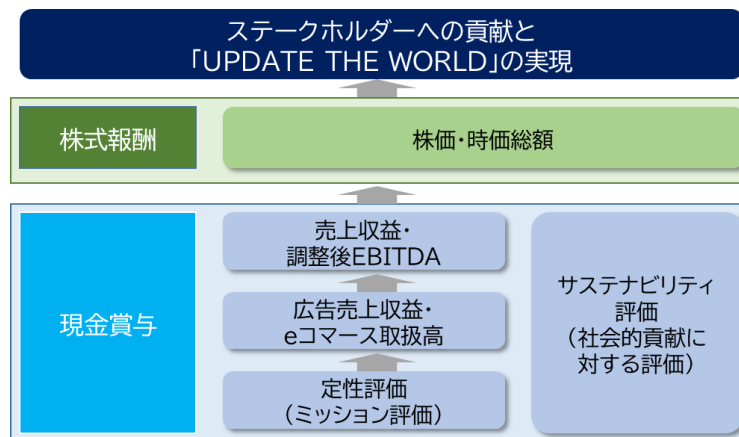 ステークホルダーへの貢献と
「UPDATE THE WORLD」の実現
株式報酬
株価・時価総額
現金賞与
売上収益・
調整後EBITDA
広告売上収益・
eコマース取扱高
定性評価
（ミッション評価）
サステナビリティ
評価
（社会的貢献に
対する評価）